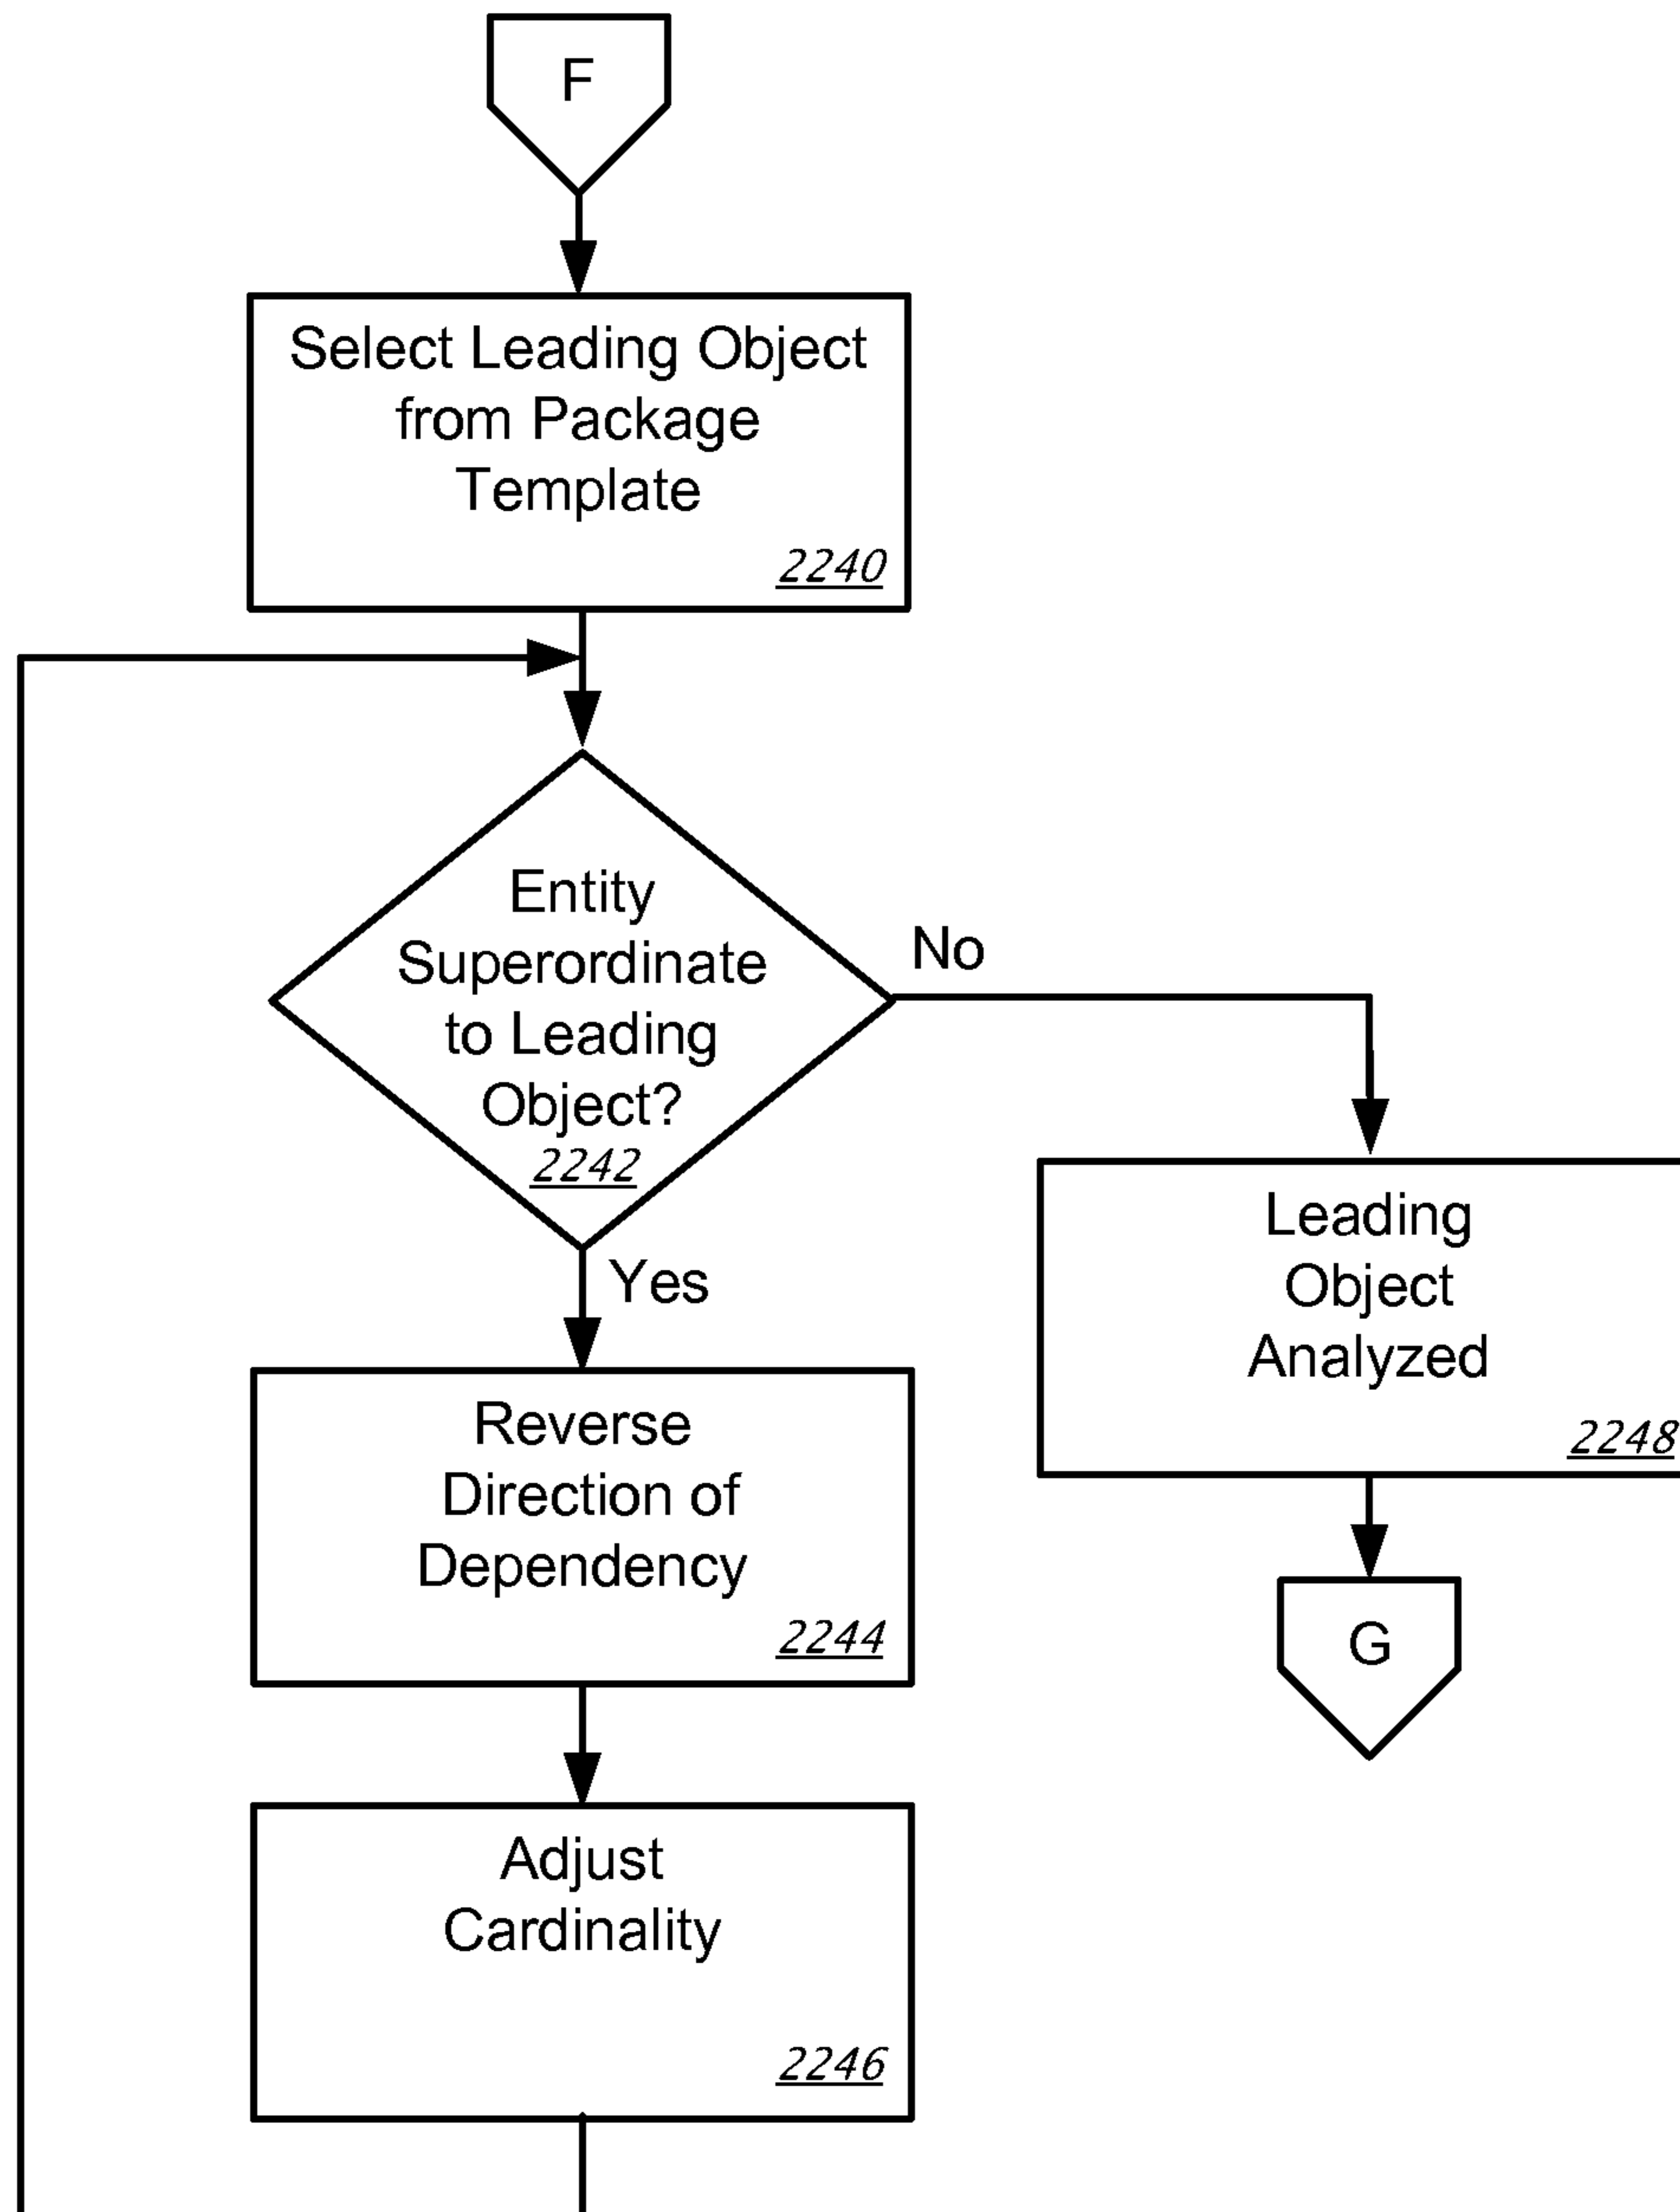 F
Select Leading Object
from Package
Template
2240
Entity
Superordinate
to Leading
Object?
2242
No
Yes
Leading
Object
Analyzed
2248
Reverse
Direction of
Dependency
2244
G
Adjust
Cardinality
2246